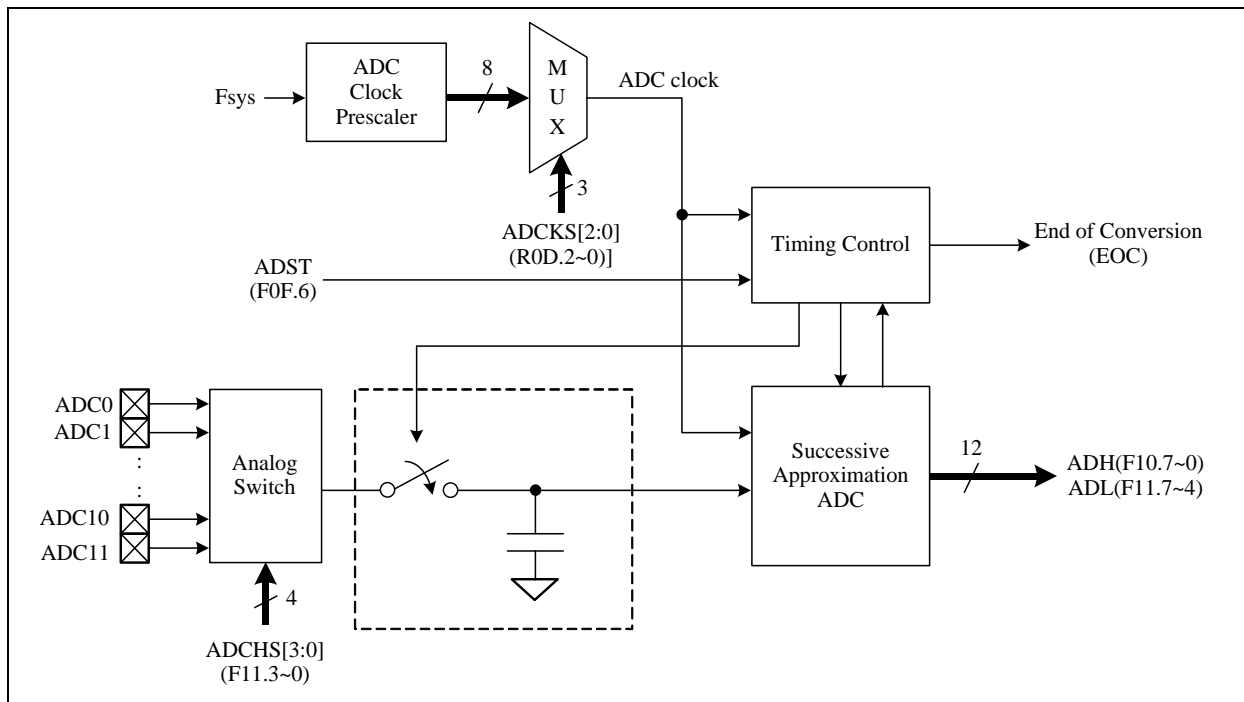 ADC
Clock
Prescaler
Fsys
8
M
U
X
ADC clock
3
ADCKS[2:0]
(R0D.2~0)]
ADST
(F0F.6)
Timing Control
End of Conversion
(EOC)
ADC0
ADC1
⋮
ADC10
ADC11
Analog
Switch
4
ADCHS[3:0]
(F11.3~0)
Successive
Approximation
ADC
12
ADH(F10.7~0)
ADL(F11.7~4)